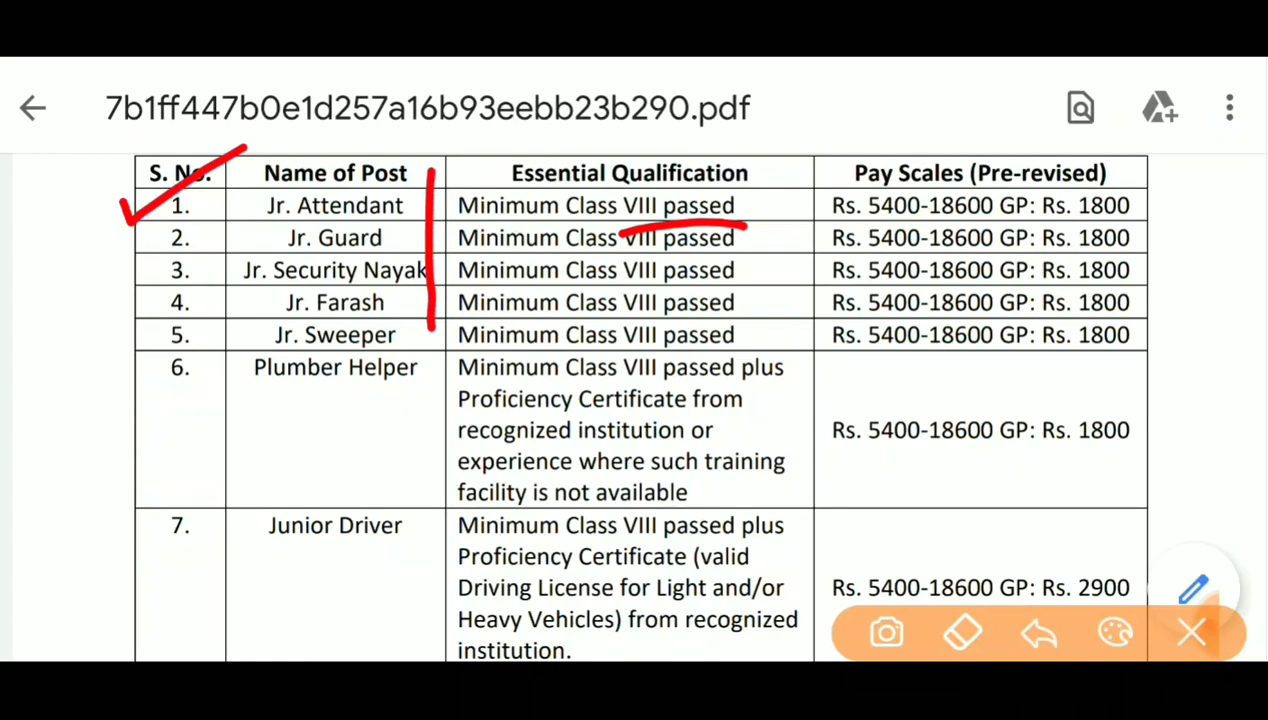 7b1ff447b0e1d257a16b93eebb23b290.pdf
S. No. Name of Post Essential Qualification Pay Scales (Pre-revised)
1. Jr. Attendant Minimum Class VIII passed Rs. 5400-18600 GP: Rs. 1800
2. Jr. Guard Minimum Class VIII passed Rs. 5400-18600 GP: Rs. 1800
3. Jr. Security Nayak Minimum Class VIII passed Rs. 5400-18600 GP: Rs. 1800
4. Jr. Farash Minimum Class VIII passed Rs. 5400-18600 GP: Rs. 1800
5. Jr. Sweeper Minimum Class VIII passed Rs. 5400-18600 GP: Rs. 1800
6. Plumber Helper Minimum Class VIII passed plus
Proficiency Certificate from
recognized institution or Rs. 5400-18600 GP: Rs. 1800
experience where such training
facility is not available
7. Junior Driver Minimum Class VIII passed plus
Proficiency Certificate (valid
Driving License for Light and/or Rs. 5400-18600 GP: Rs. 2900
Heavy Vehicles) from recognized
institution.